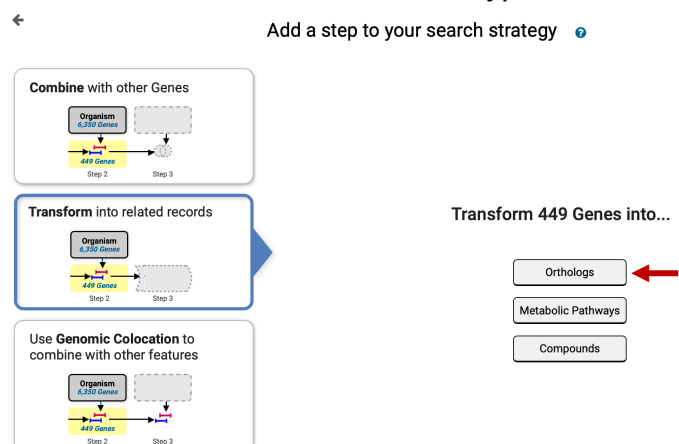 Add a step to your search strategy
Combine with other Genes
Organism
6,350 Genes
449 Genes
Step 2 Step 3
Transform into related records
Organism
6,350 Genes
449 Genes
Step 2 Step 3
Use Genomic Colocation to
combine with other features
Organism
6,350 Genes
449 Genes
Step 2 Step 3
Transform 449 Genes into...
Orthologs
Metabolic Pathways
Compounds